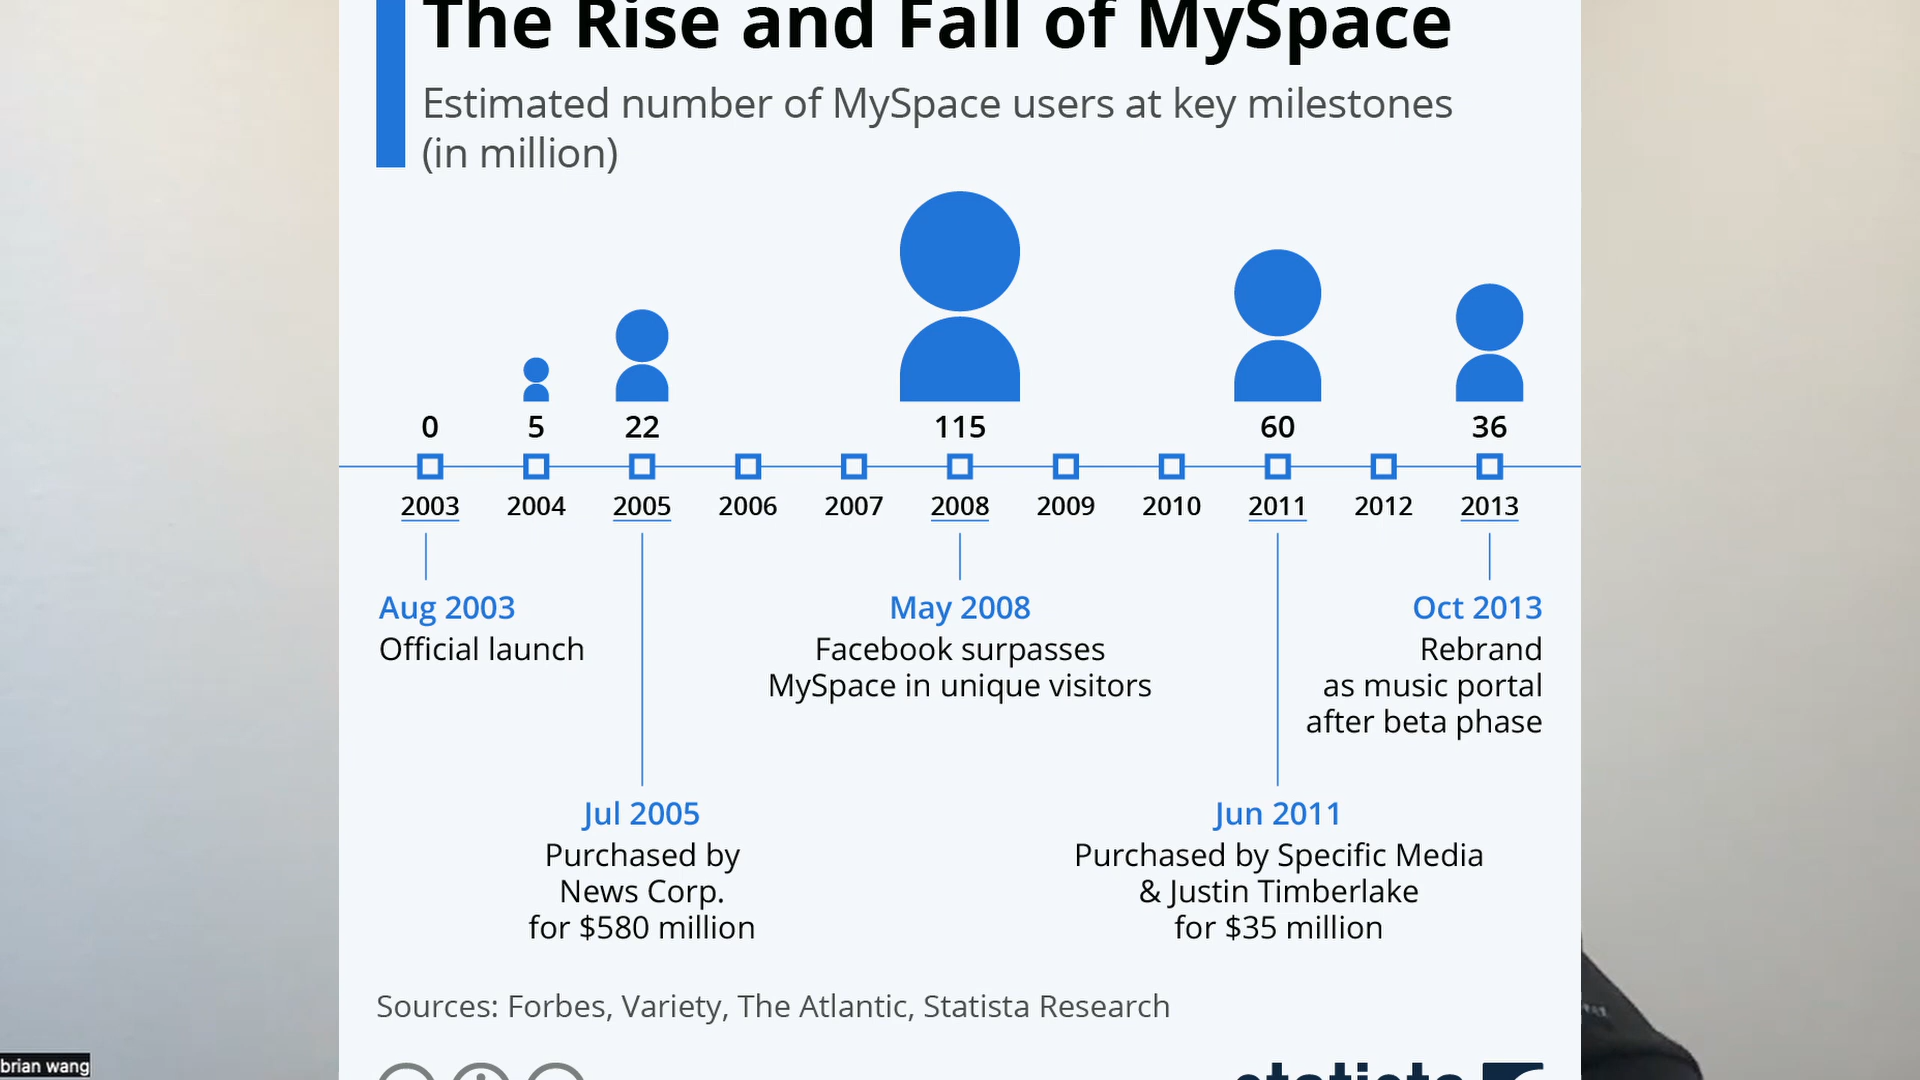 The Rise and Fall of MySpace
Estimated number of MySpace users at key milestones
(in million)
0 5 22 115 60 36
2003 2004 2005 2006 2007 2008 2009 2010 2011 2012 2013
Aug 2003
Official launch
May 2008
Facebook surpasses
MySpace in unique visitors
Oct 2013
Rebrand
as music portal
after beta phase
Jul 2005
Purchased by
News Corp.
for $580 million
Jun 2011
Purchased by Specific Media
& Justin Timberlake
for $35 million
Sources: Forbes, Variety, The Atlantic, Statista Research
statista
brian wang